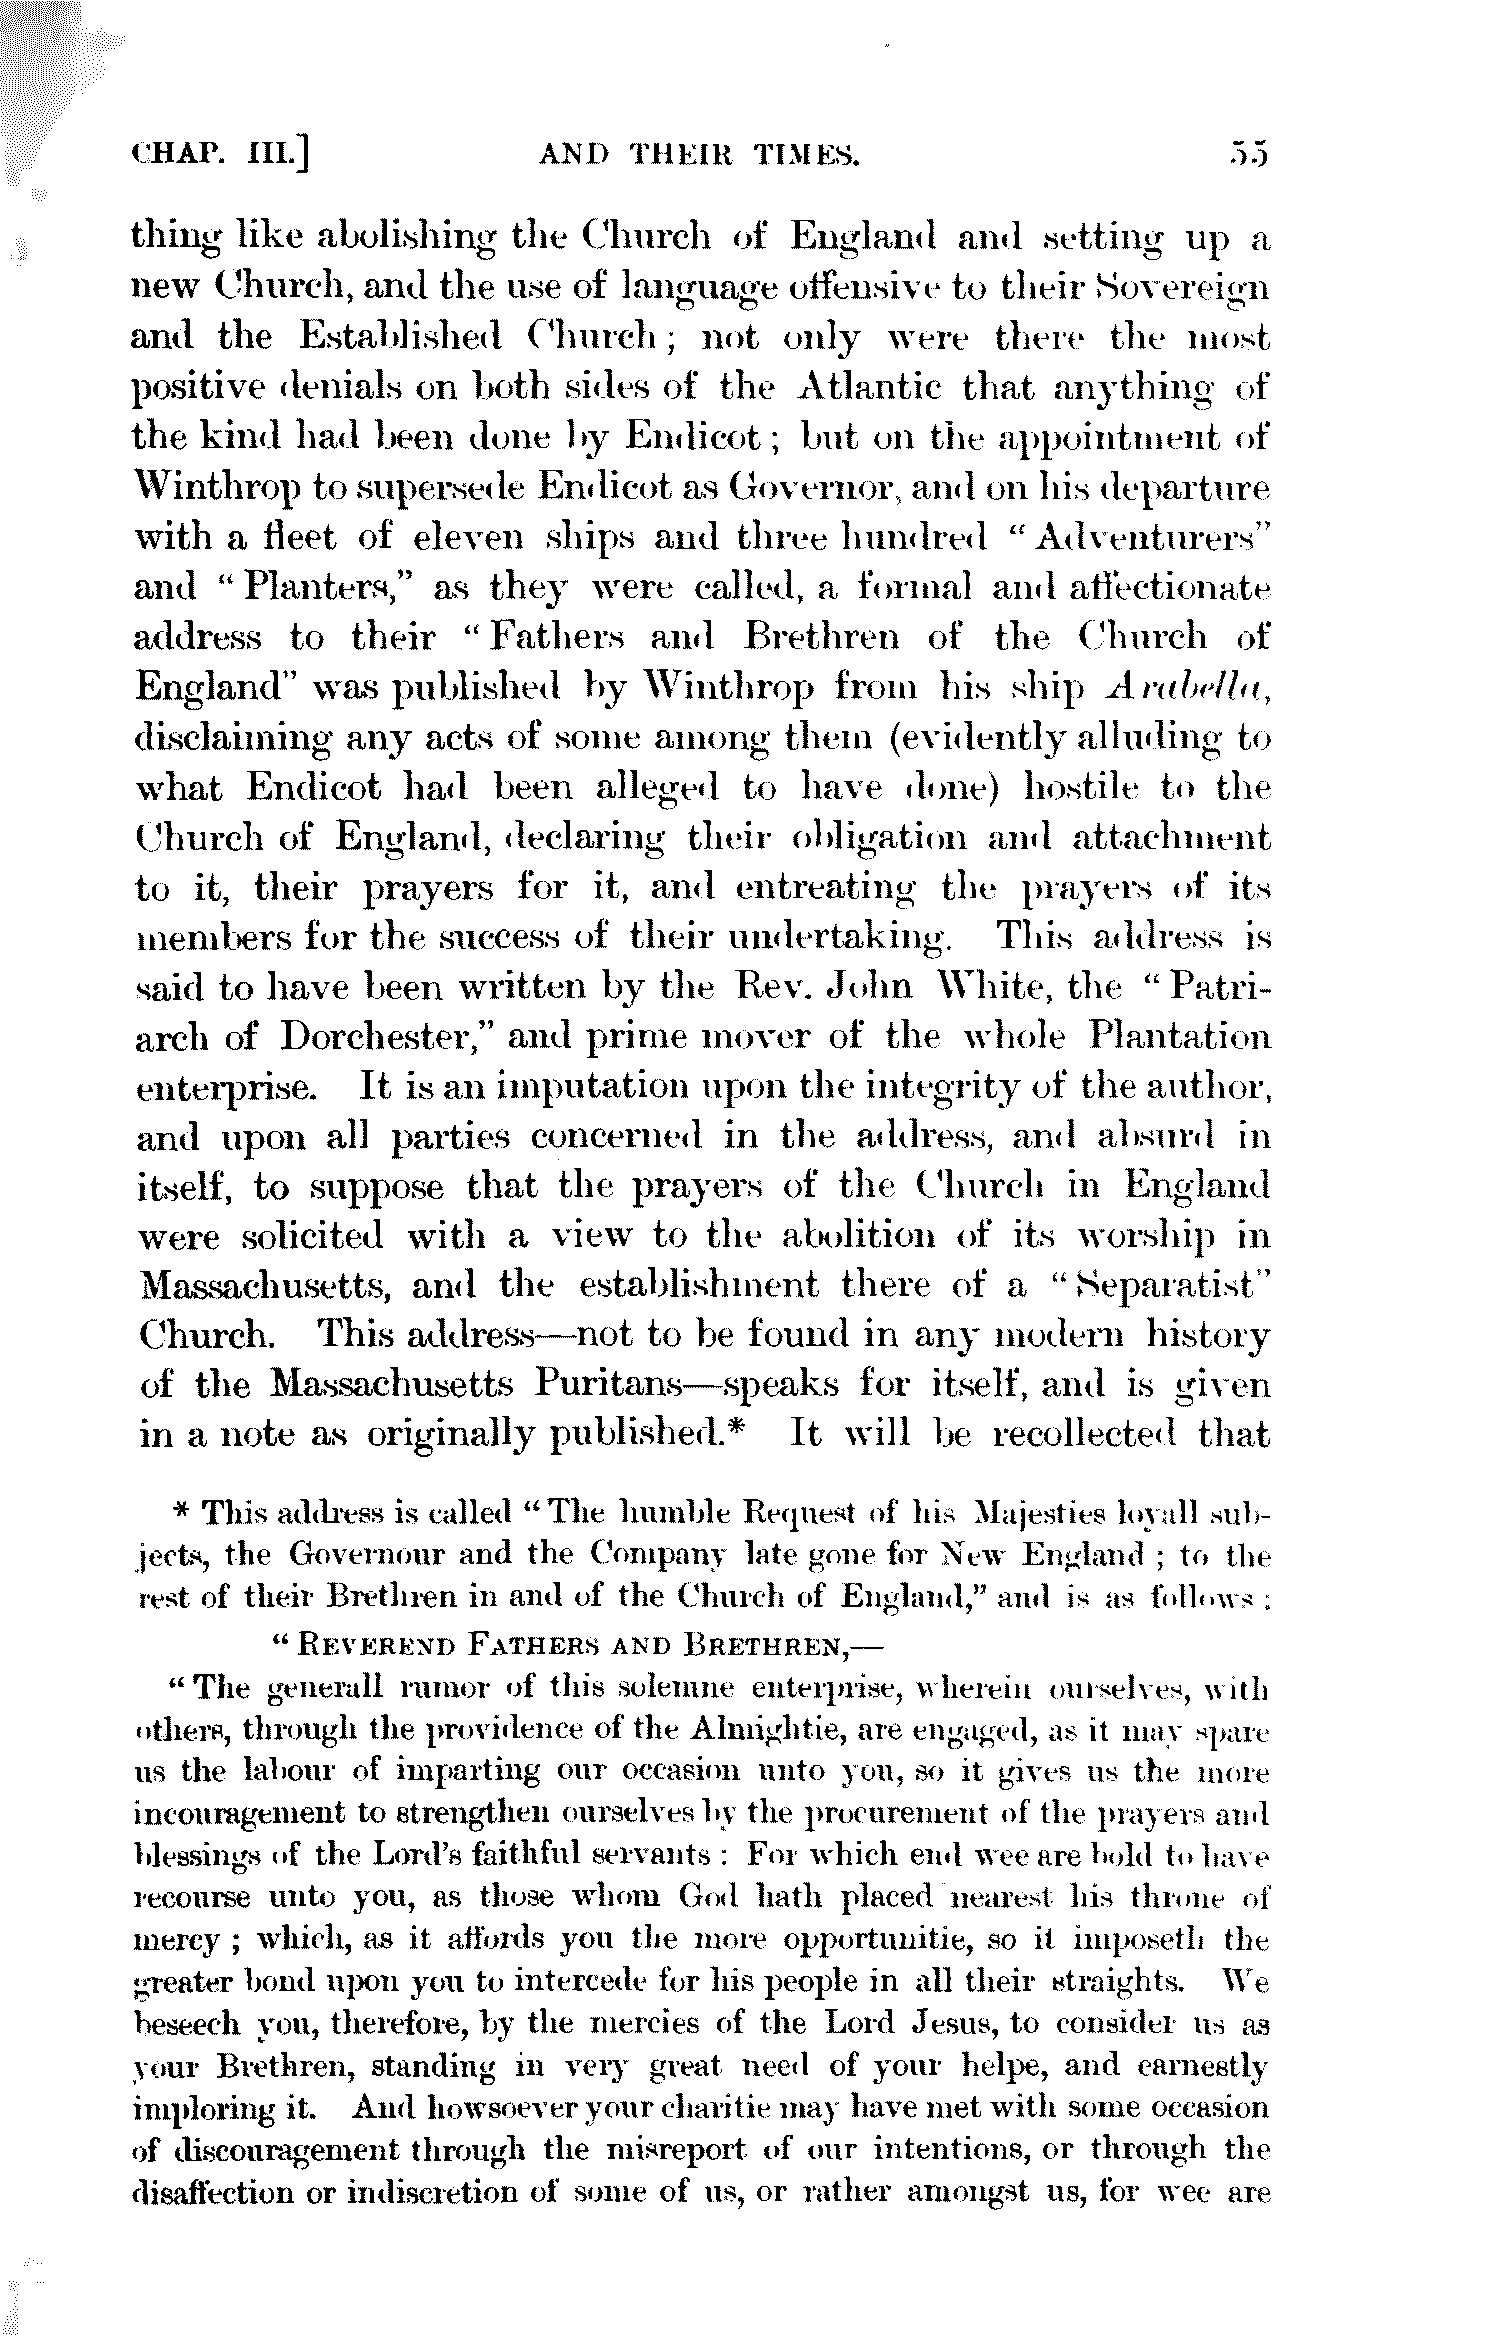 CHAP. III.] AND THEIR TIMES. 55
thing like abolishing the Church of England and setting up a
new Church, and the use of language offensive to their Sovereign
and the Established Church; not only were there the most
positive denials on both sides of the Atlantic that anything of
the kind had been done by Endicot; but on the appointment of
Winthrop to supersede Endicot as Governor, and on his departure
with a fleet of eleven ships and three hundred "Adventurers"
and "Planters," as they were called, a formal and affectionate
address to their "Fathers and Brethren of the Church of
England" was published by Winthrop from his ship Arabella,
disclaiming any acts of some among them (evidently alluding to
what Endicot had been alleged to have done) hostile to the
Church of England, declaring their obligation and attachment
to it, their prayers for it, and entreating the prayers of its
members for the success of their undertaking. This address is
said to have been written by the Rev. John White, the "Patri-
arch of Dorchester," and prime mover of the whole Plantation
enterprise. It is an imputation upon the integrity of the author,
and upon all parties concerned in the address, and absurd in
itself, to suppose that the prayers of the Church in England
were solicited with a view to the abolition of its worship in
Massachusetts, and the establishment there of a "Separatist"
Church. This address—not to be found in any modern history
of the Massachusetts Puritans—speaks for itself, and is given
in a note as originally published.* It will be recollected that
* This address is called "The humble Request of his Majesties loyall sub-
jects, the Governour and the Company late gone for New England; to the
rest of their Brethren in and of the Church of England," and is as follows:
"REVEREND FATHERS AND BRETHREN,—
"The generall rumor of this solemne enterprise, wherein ourselves, with
others, through the providence of the Almightie, are engaged, as it may spare
us the labour of imparting our occasion unto you, so it gives us the more
incouragement to strengthen ourselves by the procurement of the prayers and
blessings of the Lord's faithful servants: For which end wee are bold to have
recourse unto you, as those whom God hath placed nearest his throne of
mercy; which, as it affords you the more opportunitie, so it imposeth the
greater bond upon you to intercede for his people in all their straights. We
beseech you, therefore, by the mercies of the Lord Jesus, to consider us as
your Brethren, standing in very great need of your helpe, and earnestly
imploring it. And howsoever your charitie may have met with some occasion
of discouragement through the misreport of our intentions, or through the
disaffection or indiscretion of some of us, or rather amongst us, for wee are